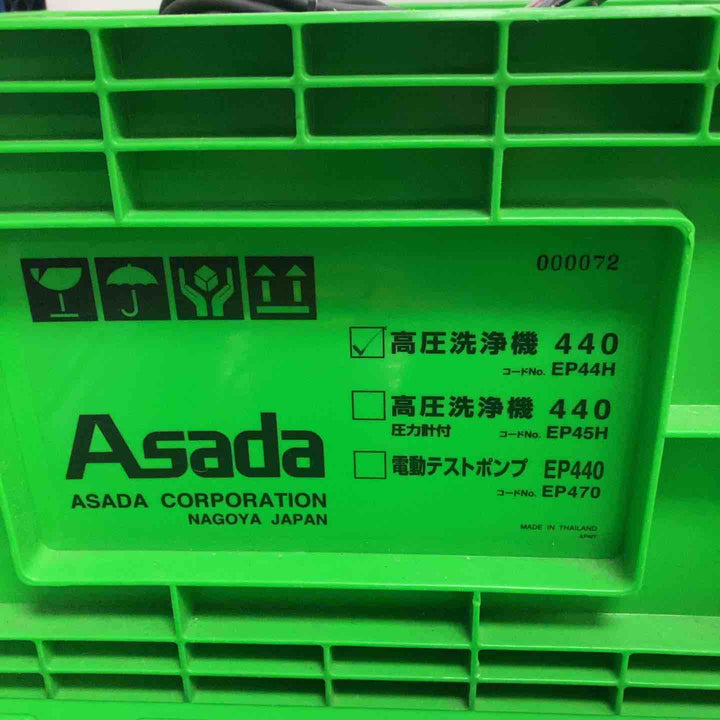 000072
高圧洗浄機 440
コードNo. EP44H
高圧洗浄機 440
圧力計付 コードNo. EP45H
電動テストポンプ EP440
コードNo. EP470
Asada
ASADA CORPORATION
NAGOYA JAPAN
MADE IN THAILAND